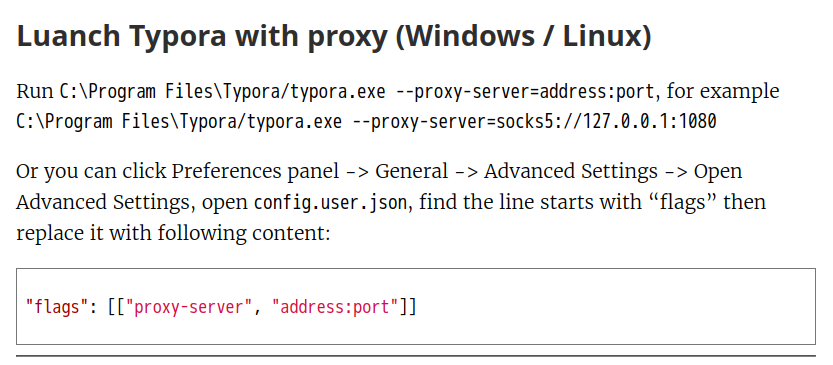 Luanch Typora with proxy (Windows / Linux)
Run C:\Program Files\Typora/typora.exe --proxy-server=address:port, for example
C:\Program Files\Typora/typora.exe --proxy-server=socks5://127.0.0.1:1080
Or you can click Preferences panel -> General -> Advanced Settings -> Open
Advanced Settings, open config.user.json, find the line starts with “flags” then
replace it with following content:
"flags": [["proxy-server", "address:port"]]